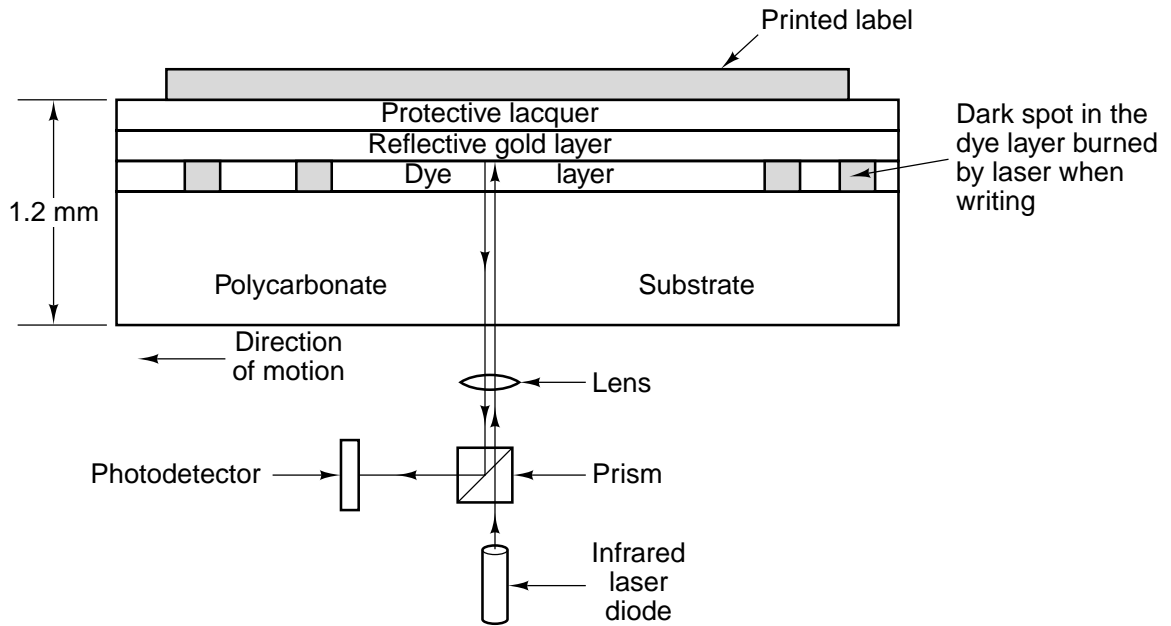 Printed label
Protective lacquer
Reflective gold layer
Dye layer
Dark spot in the
dye layer burned
by laser when
writing
1.2 mm
Polycarbonate Substrate
Direction
of motion
Lens
Photodetector
Prism
Infrared
laser
diode